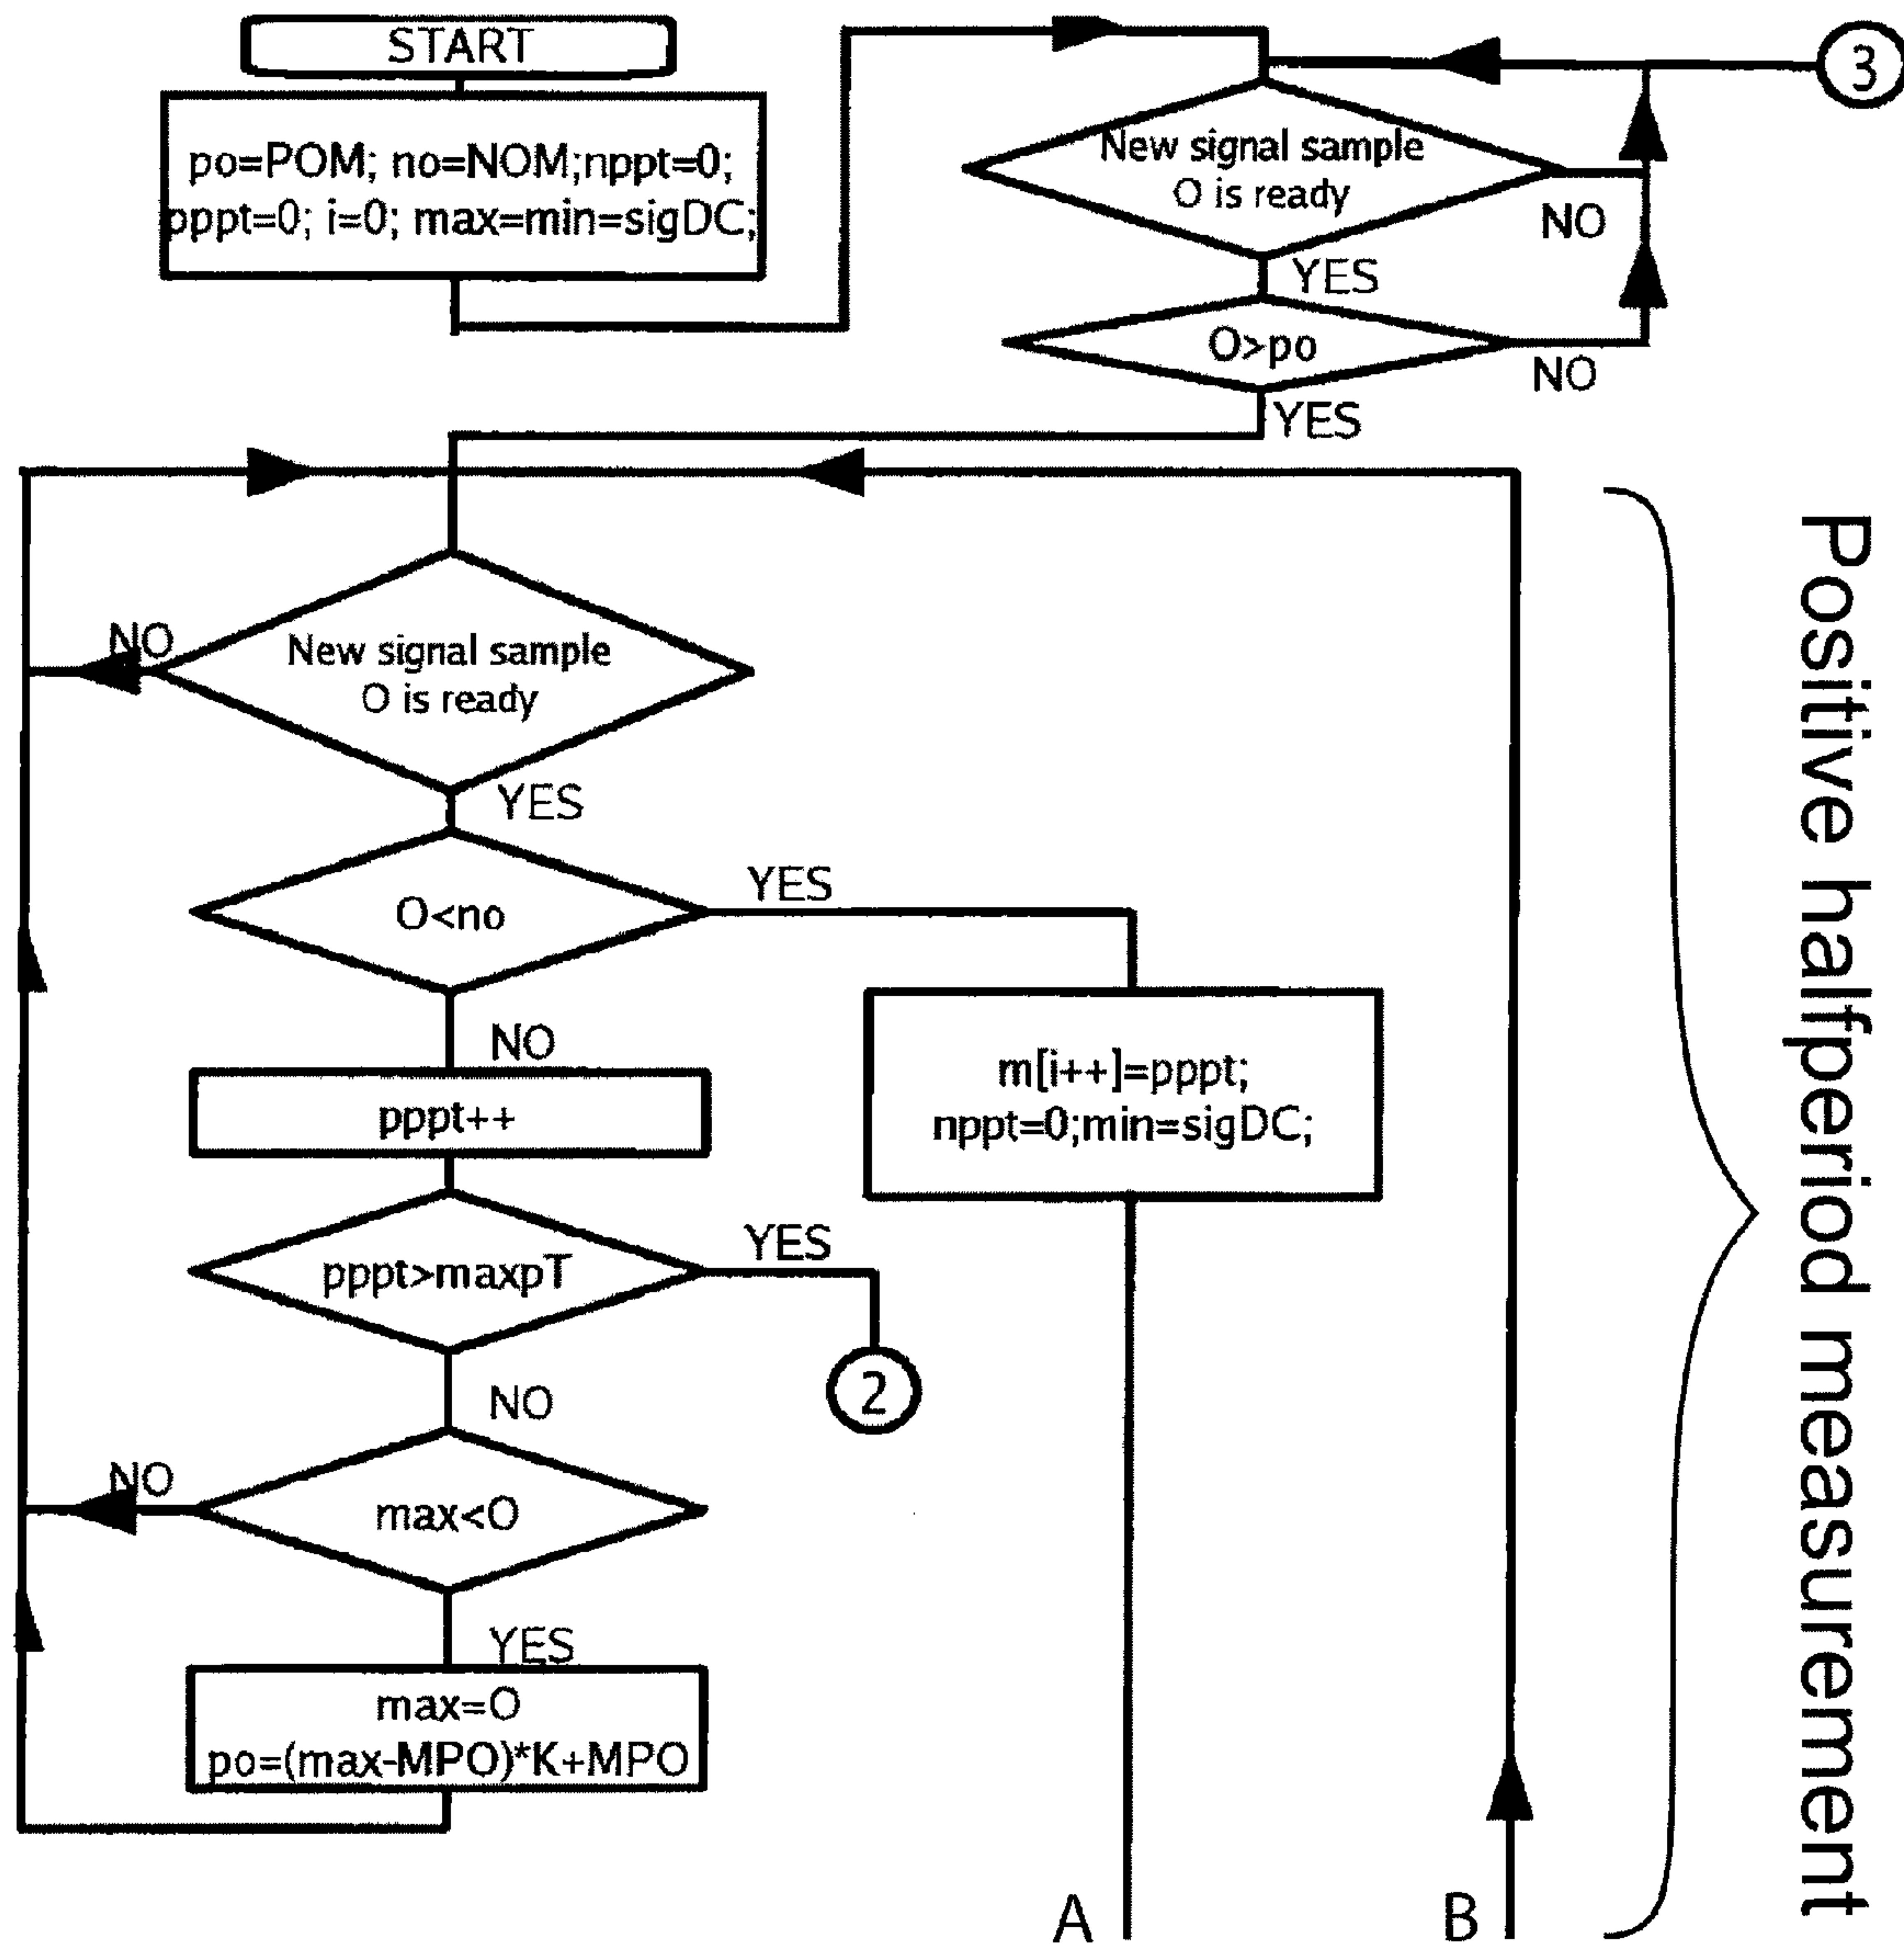 START
po=POM; no=NOM;nppt=0;
pppt=0; i=0; max=min=sigDC;
3
New signal sample
O is ready
NO
YES
O>po
NO
YES
New signal sample
O is ready
NO
YES
O<no
YES
NO
m[i++]=pppt;
nppt=0;min=sigDC;
pppt++
pppt>maxpT
YES
2
NO
max<O
NO
YES
max=O
po=(max-MPO)*K+MPO
A
B
Positive halfperiod measurement